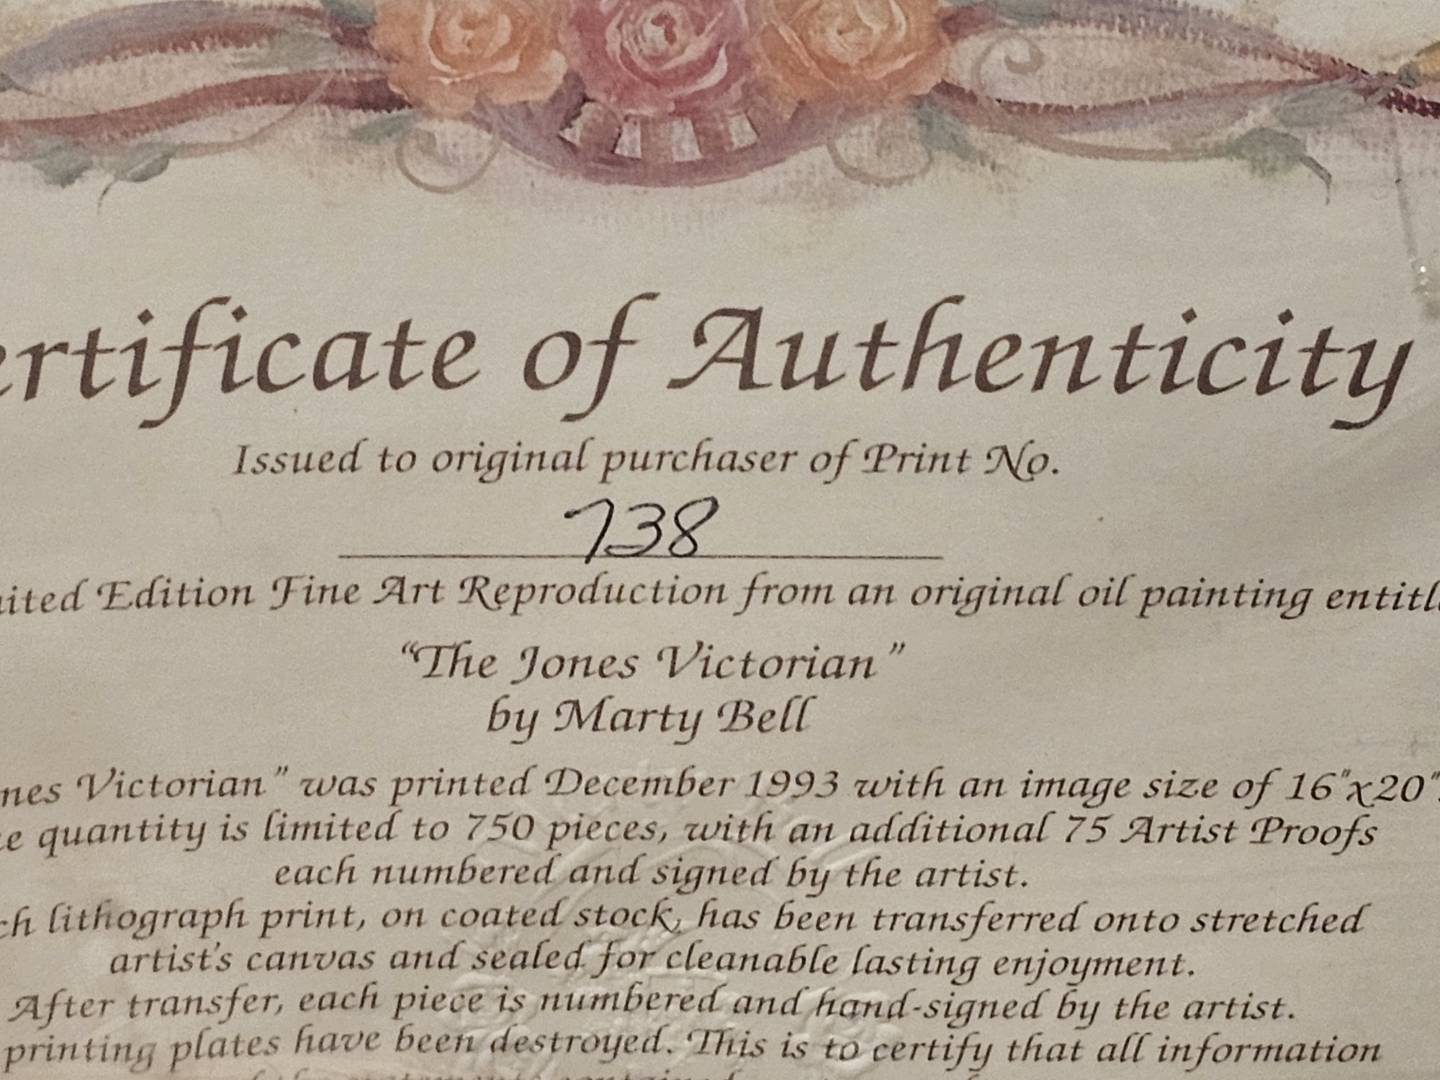 ertificate of Authenticity
Issued to original purchaser of Print No.
738
ited Edition Fine Art Reproduction from an original oil painting entitl
"The Jones Victorian"
by Marty Bell
nes Victorian" was printed December 1993 with an image size of 16"x20"
e quantity is limited to 750 pieces, with an additional 75 Artist Proofs
each numbered and signed by the artist.
ch lithograph print, on coated stock, has been transferred onto stretched
artist's canvas and sealed for cleanable lasting enjoyment.
After transfer, each piece is numbered and hand-signed by the artist.
printing plates have been destroyed. This is to certify that all information